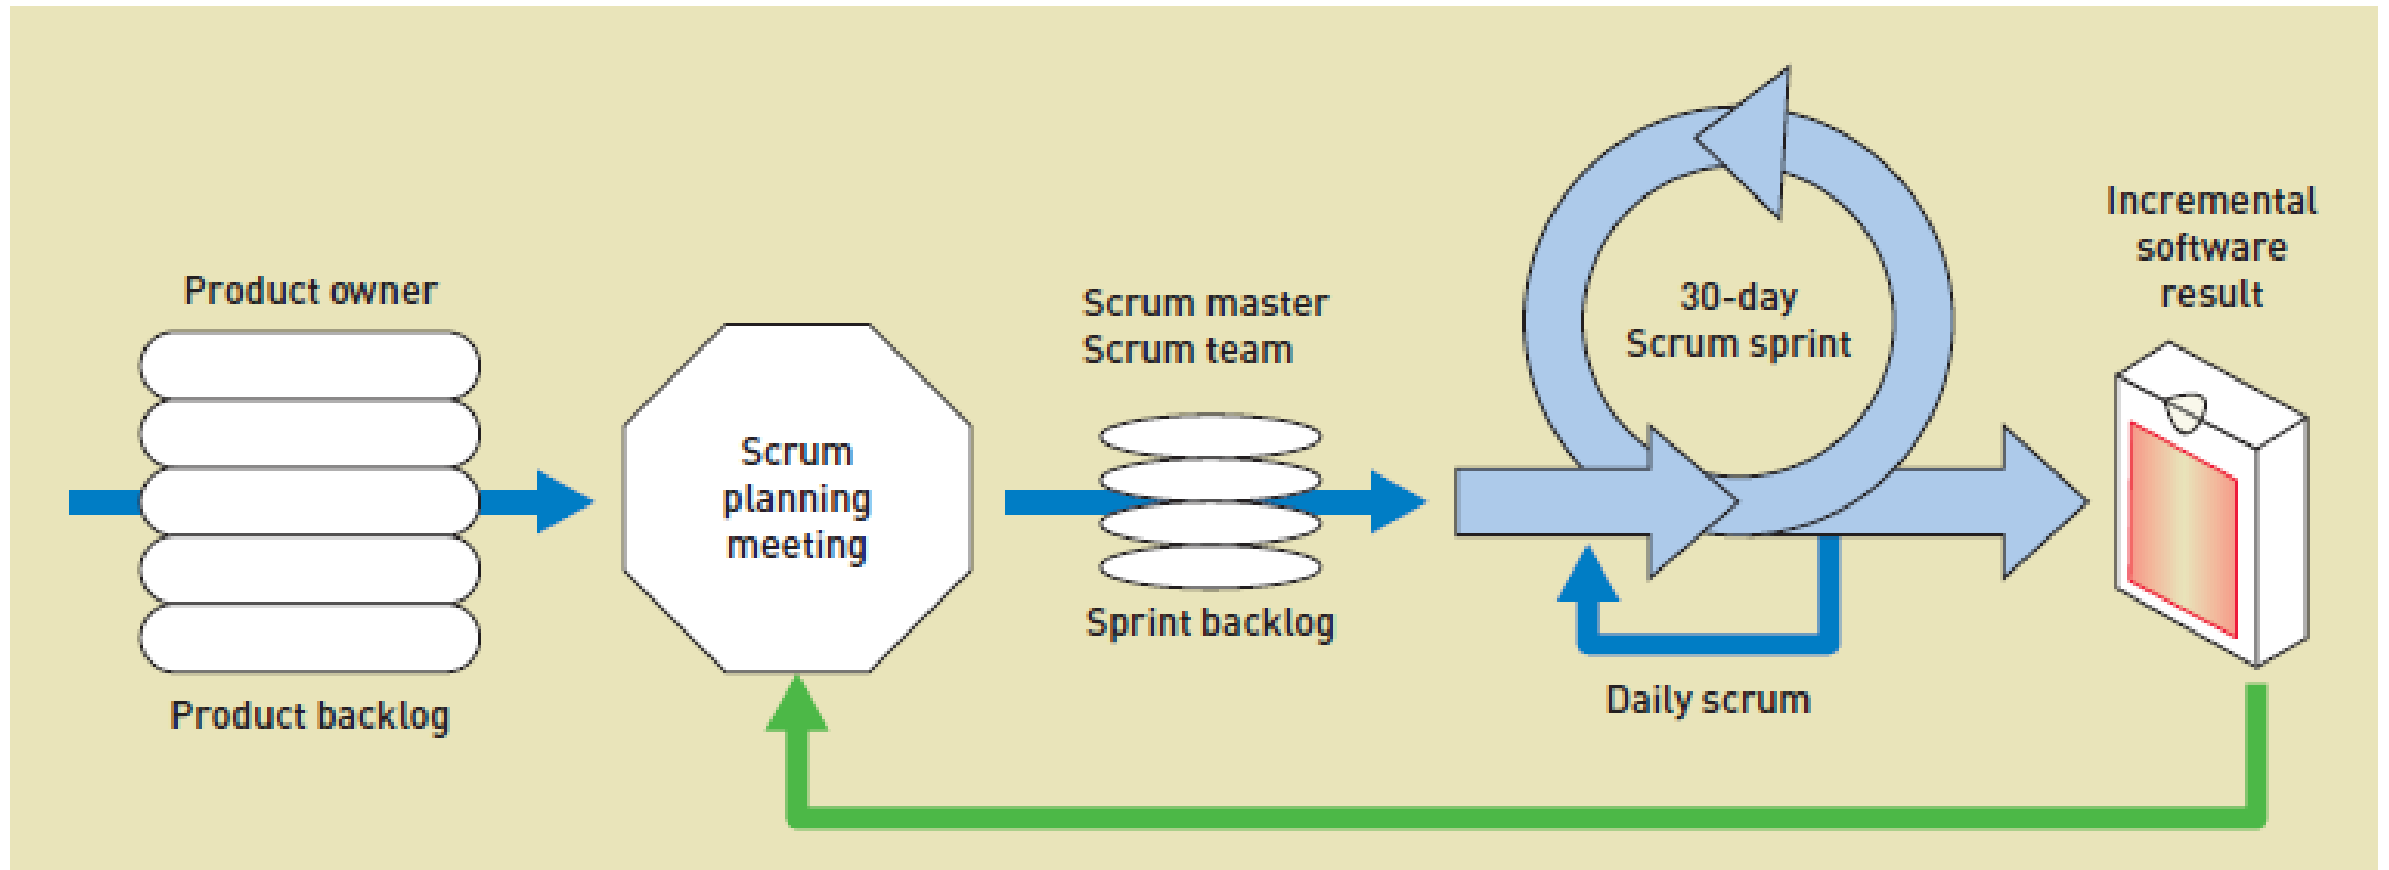 Product owner
Product backlog
Scrum
planning
meeting
Scrum master
Scrum team
Sprint backlog
30-day
Scrum sprint
Daily scrum
Incremental
software
result